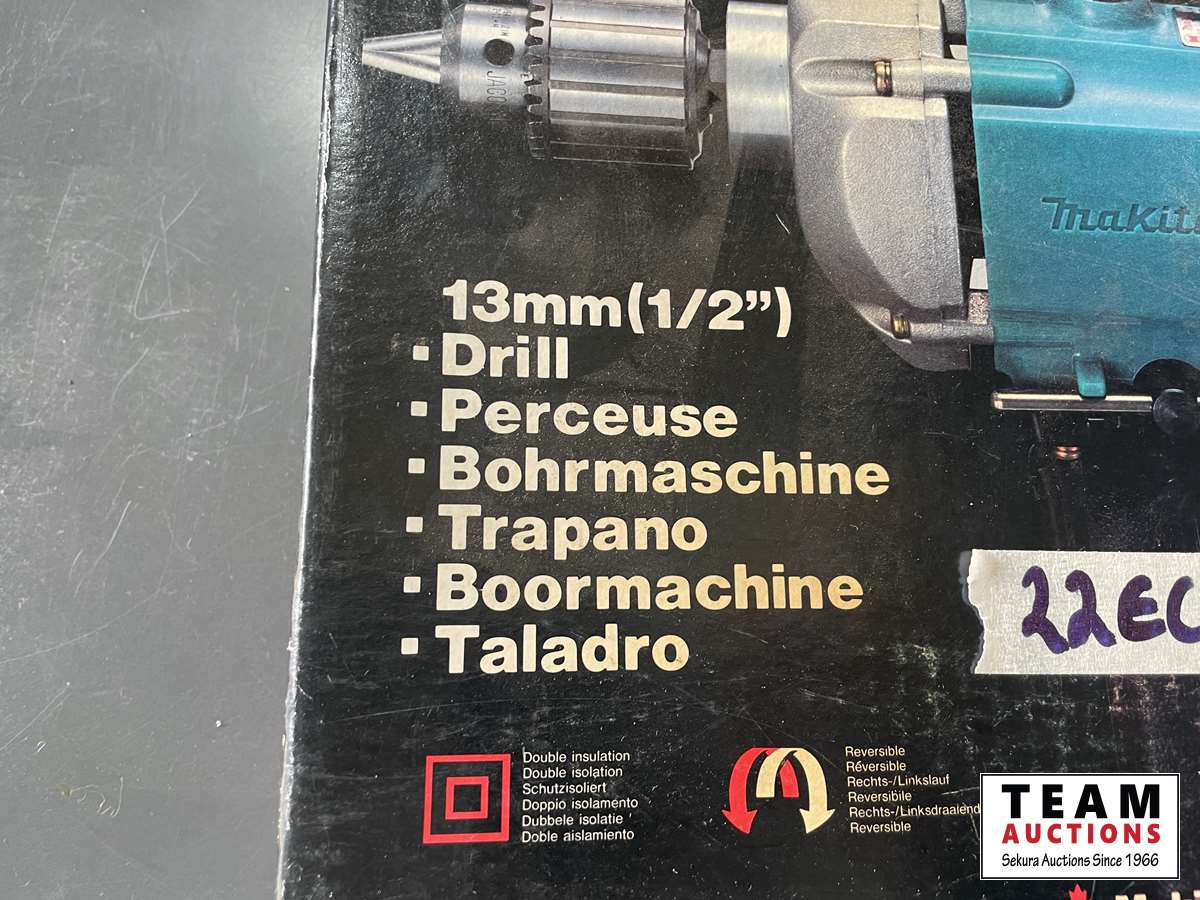 Makita
13mm(1/2”)
▪Drill
▪Perceuse
▪Bohrmaschine
▪Trapano
▪Boormachine
▪Taladro
22EC
Double insulation
Double isolation
Schutzisoliert
Doppio isolamento
Dubbele isolatie
Doble aislamiento
Reversible
Réversible
Rechts-/Linkslauf
Reversibile
Rechts-/Linksdraaiend
Reversible
TEAM
AUCTIONS
Sekura Auctions Since 1966